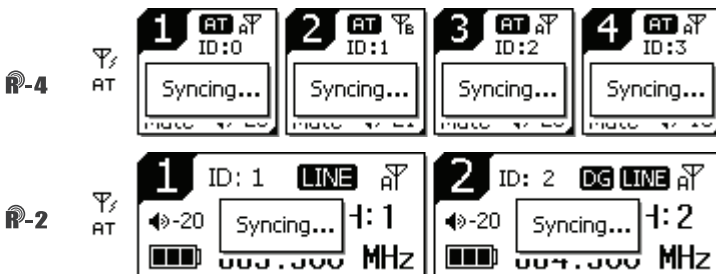 1 AT A ID:0 Syncing...
2 AT B ID:1 Syncing...
3 AT A ID:2 Syncing...
4 AT A ID:3 Syncing...
R-4 AT
1 ID: 1 LINE A
-20 Syncing... H: 1
MHz
2 ID: 2 DG LINE A
-20 Syncing... H: 2
MHz
R-2 AT